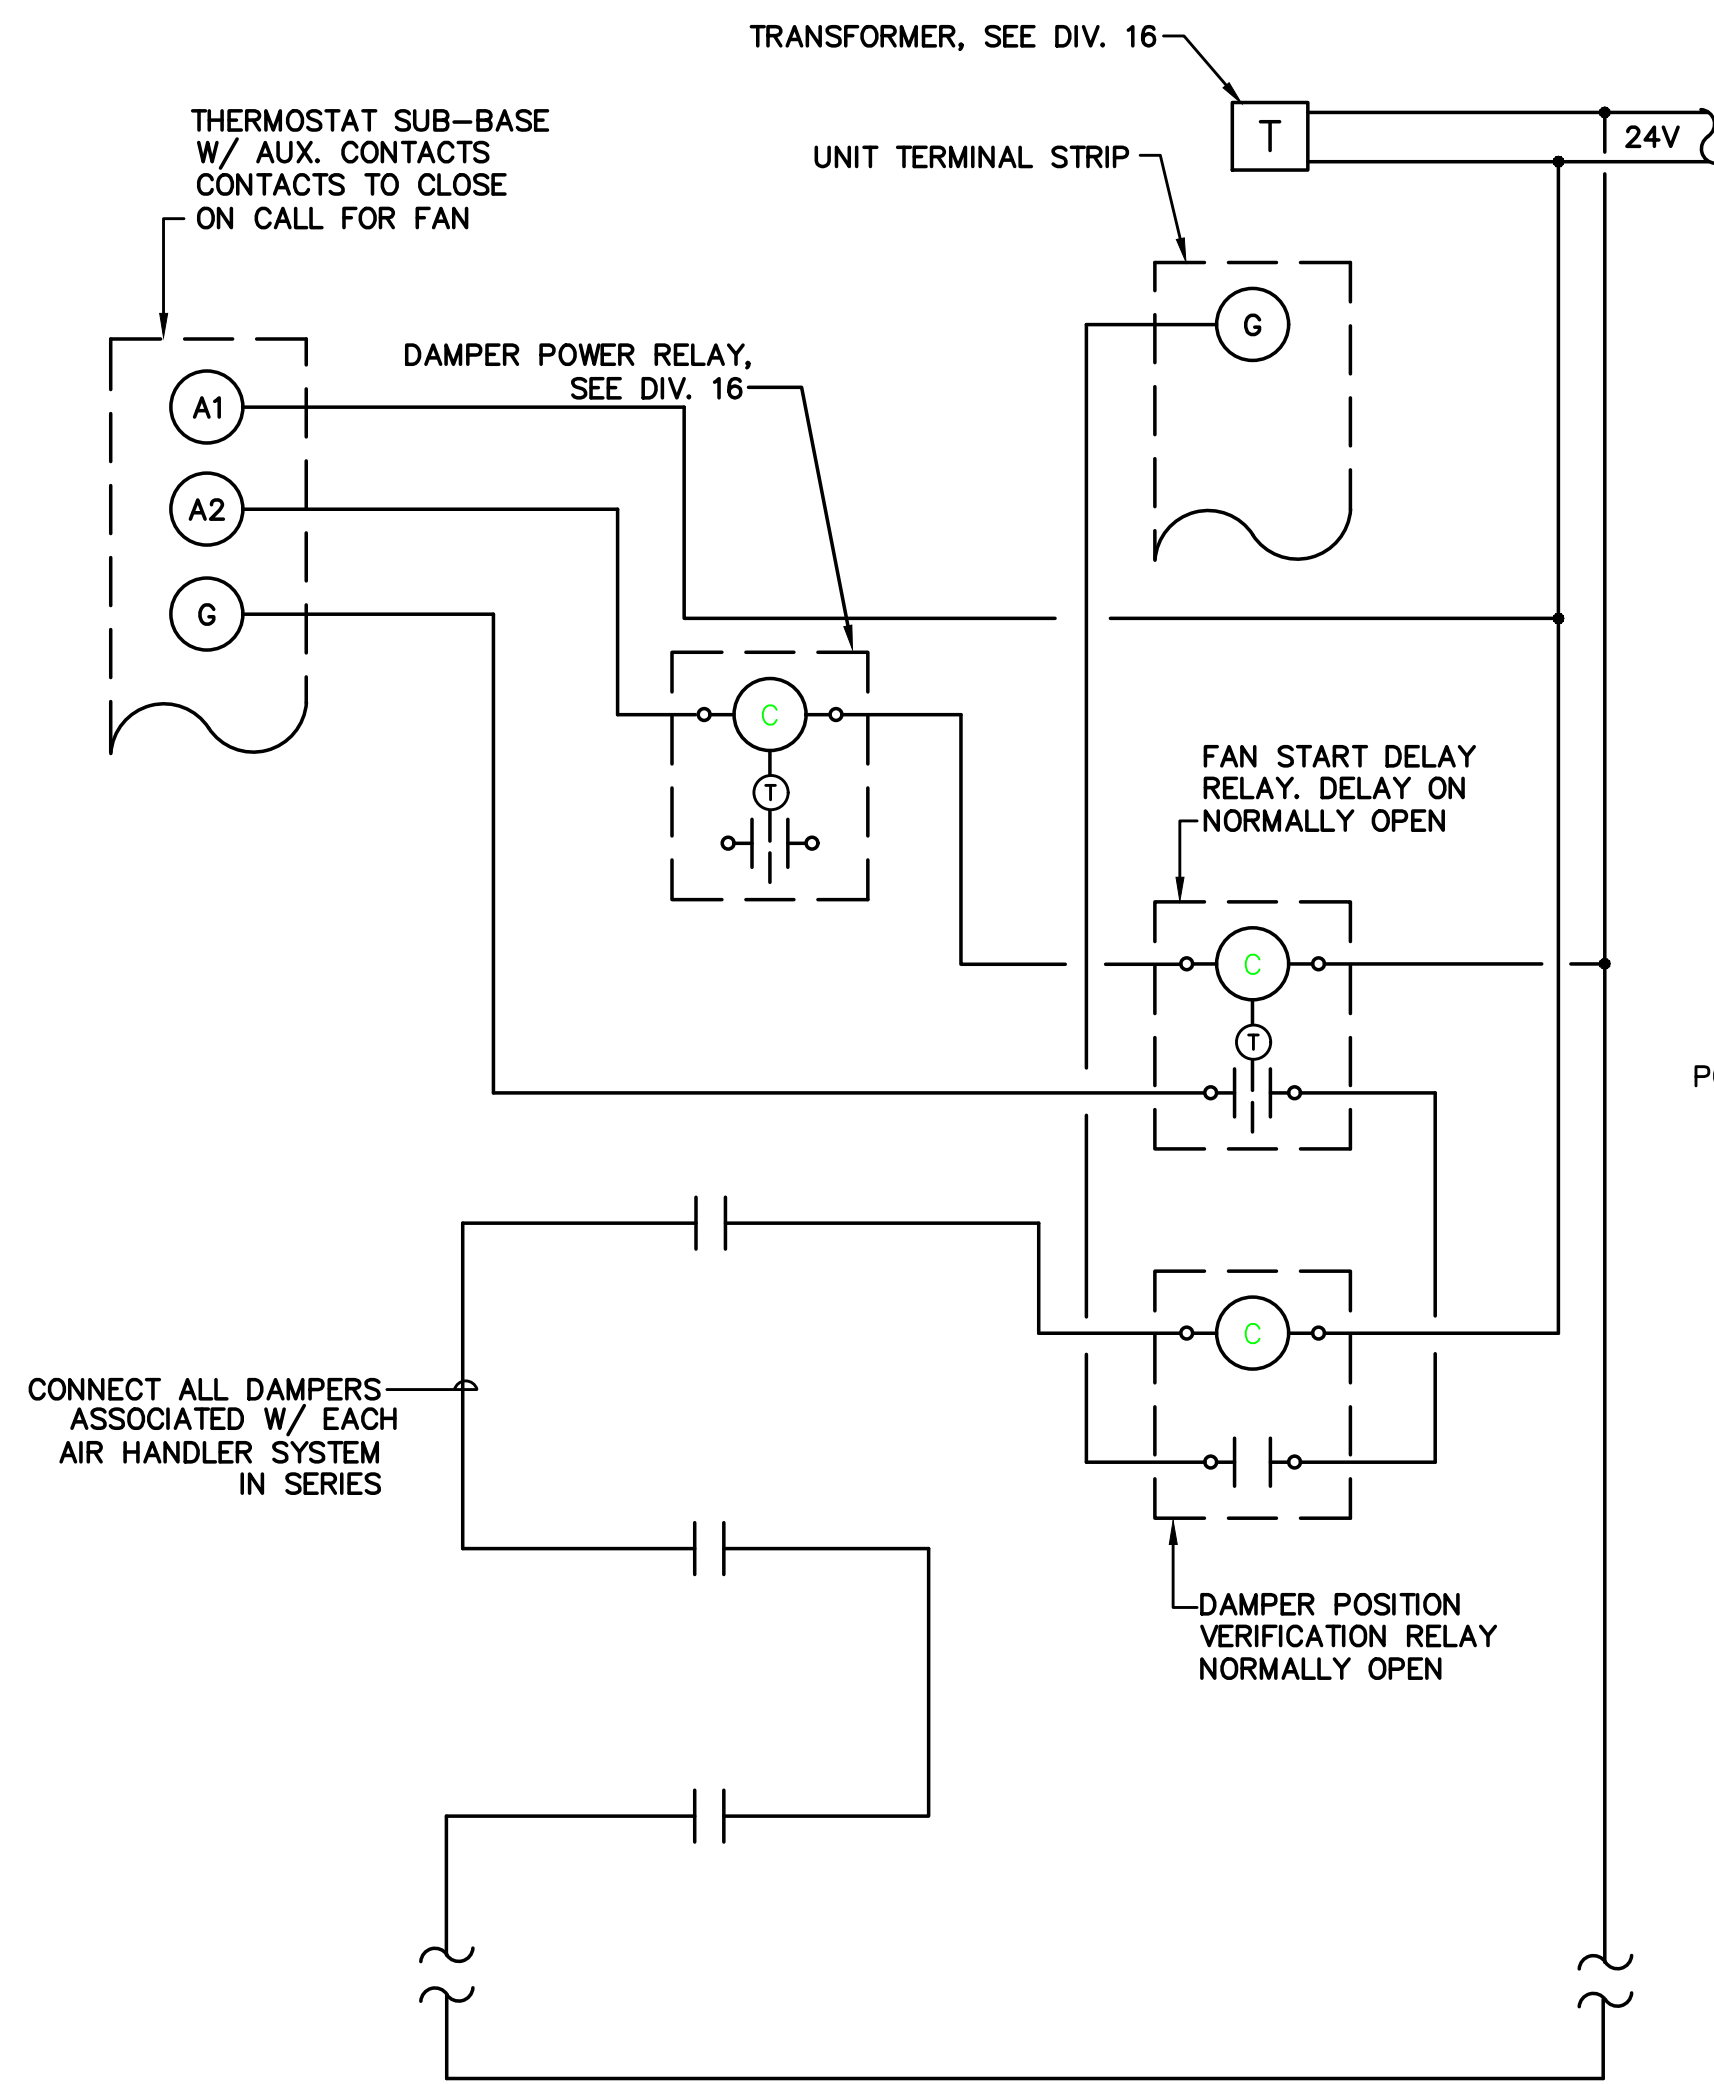 TRANSFORMER, SEE DIV. 16
T
24V
THERMOSTAT SUB-BASE
W/ AUX. CONTACTS
CONTACTS TO CLOSE
ON CALL FOR FAN
UNIT TERMINAL STRIP
G
DAMPER POWER RELAY,
SEE DIV. 16
A1
A2
G
C
T
FAN START DELAY
RELAY. DELAY ON
NORMALLY OPEN
C
T
C
CONNECT ALL DAMPERS
ASSOCIATED W/ EACH
AIR HANDLER SYSTEM
IN SERIES
DAMPER POSITION
VERIFICATION RELAY
NORMALLY OPEN